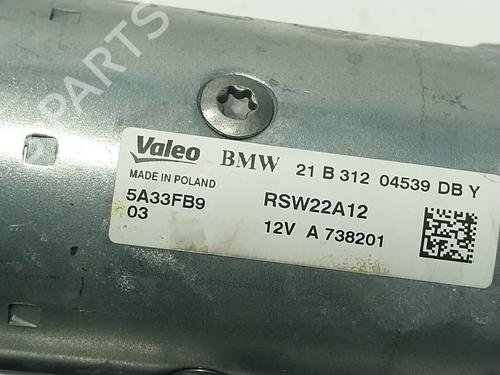 PARTS
Valeo BMW 21 B 312 04539 DB Y
MADE IN POLAND
5A33FB9 RSW22A12
03 12V A 738201